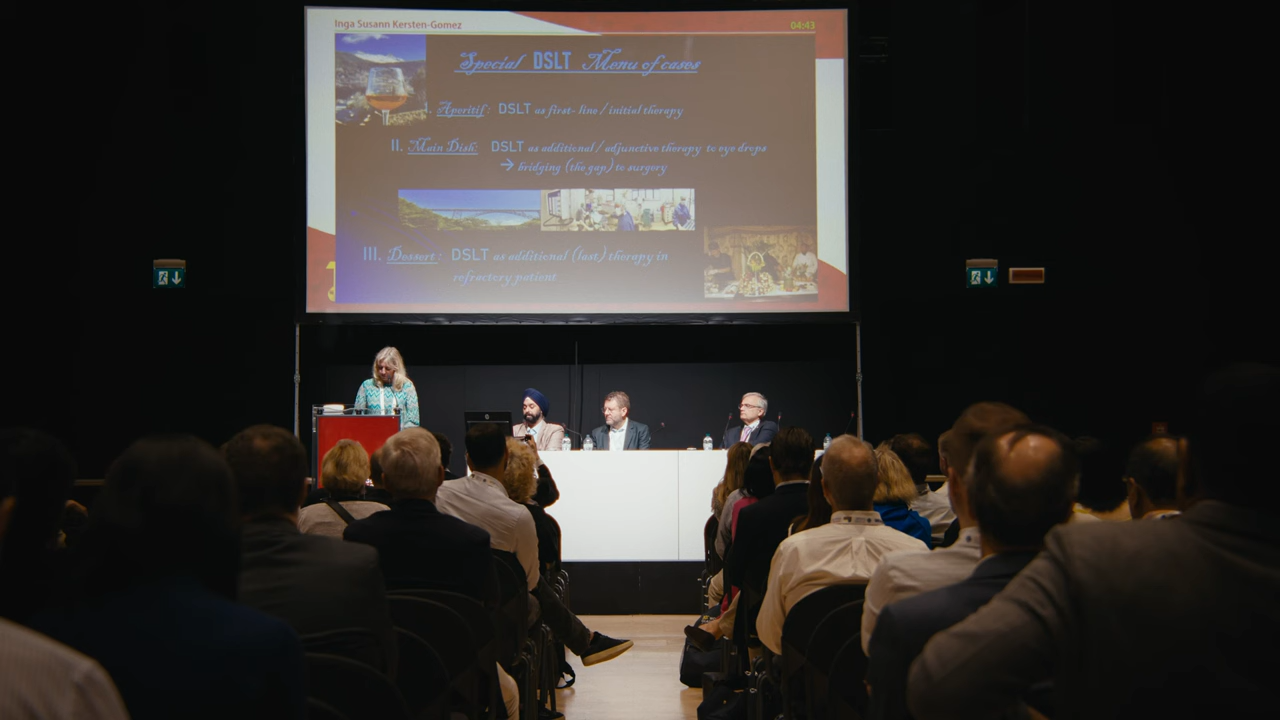 Inga Susann Kersten-Gomez
04:43
Special DSLT Menu of cases
Aperitif: DSLT as first-line / initial therapy
II. Main Dish: DSLT as additional / adjunctive therapy to eye drops
→ bridging (the gap) to surgery
III. Dessert: DSLT as additional (last) therapy in
refractory patient